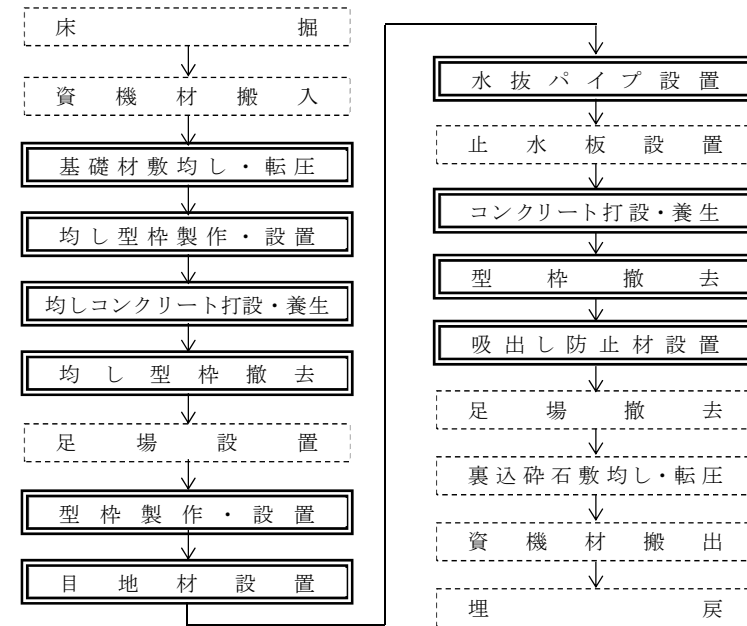 床掘
資機材搬入
基礎材敷均し・転圧
均し型枠製作・設置
均しコンクリート打設・養生
均し型枠撤去
足場設置
型枠製作・設置
目地材設置
水抜パイプ設置
止水板設置
コンクリート打設・養生
型枠撤去
吸出し防止材設置
足場撤去
裏込砕石敷均し・転圧
資機材搬出
埋戻